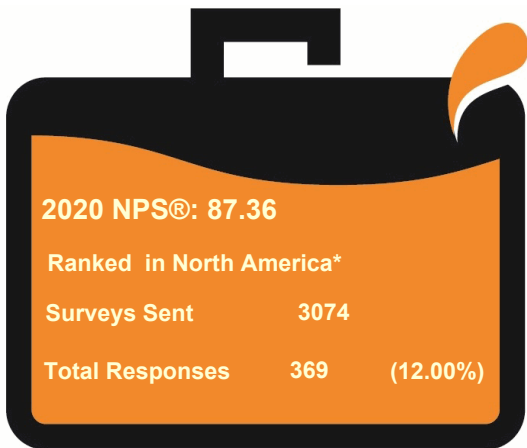 2020 NPS®: 87.36
Ranked in North America*
Surveys Sent 3074
Total Responses 369 (12.00%)